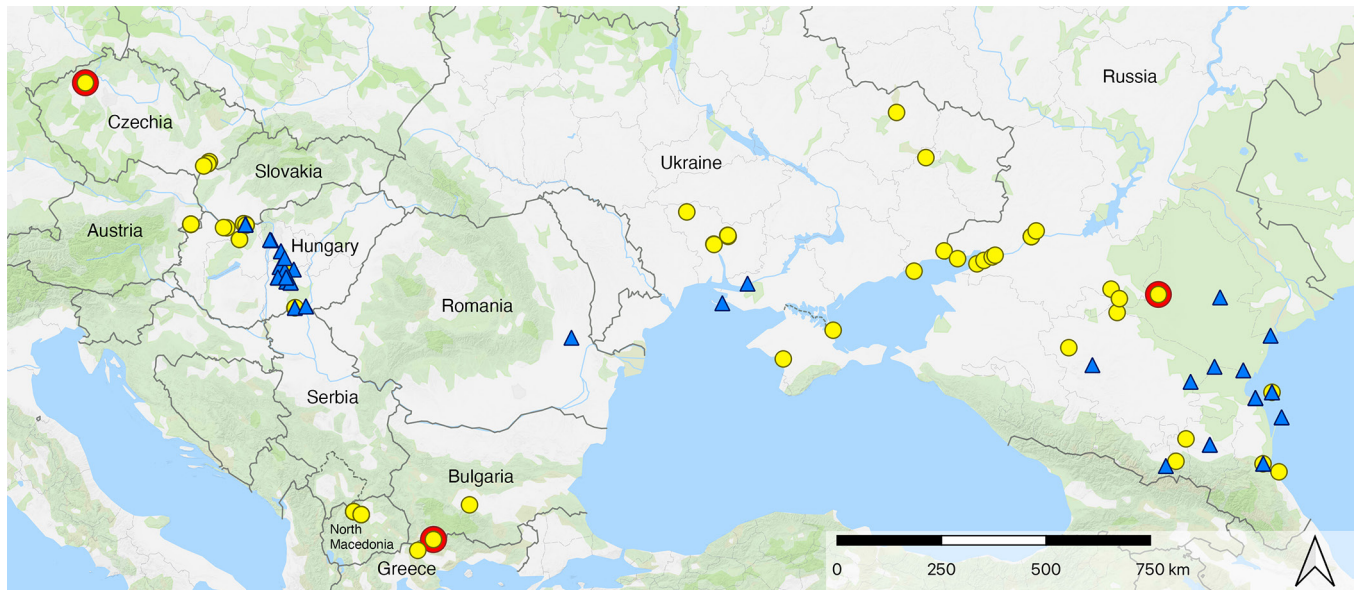 Russia
Czechia
Ukraine
Slovakia
Austria
Hungary
Romania
Serbia
Bulgaria
North
Macedonia
Greece
0 250 500 750 km